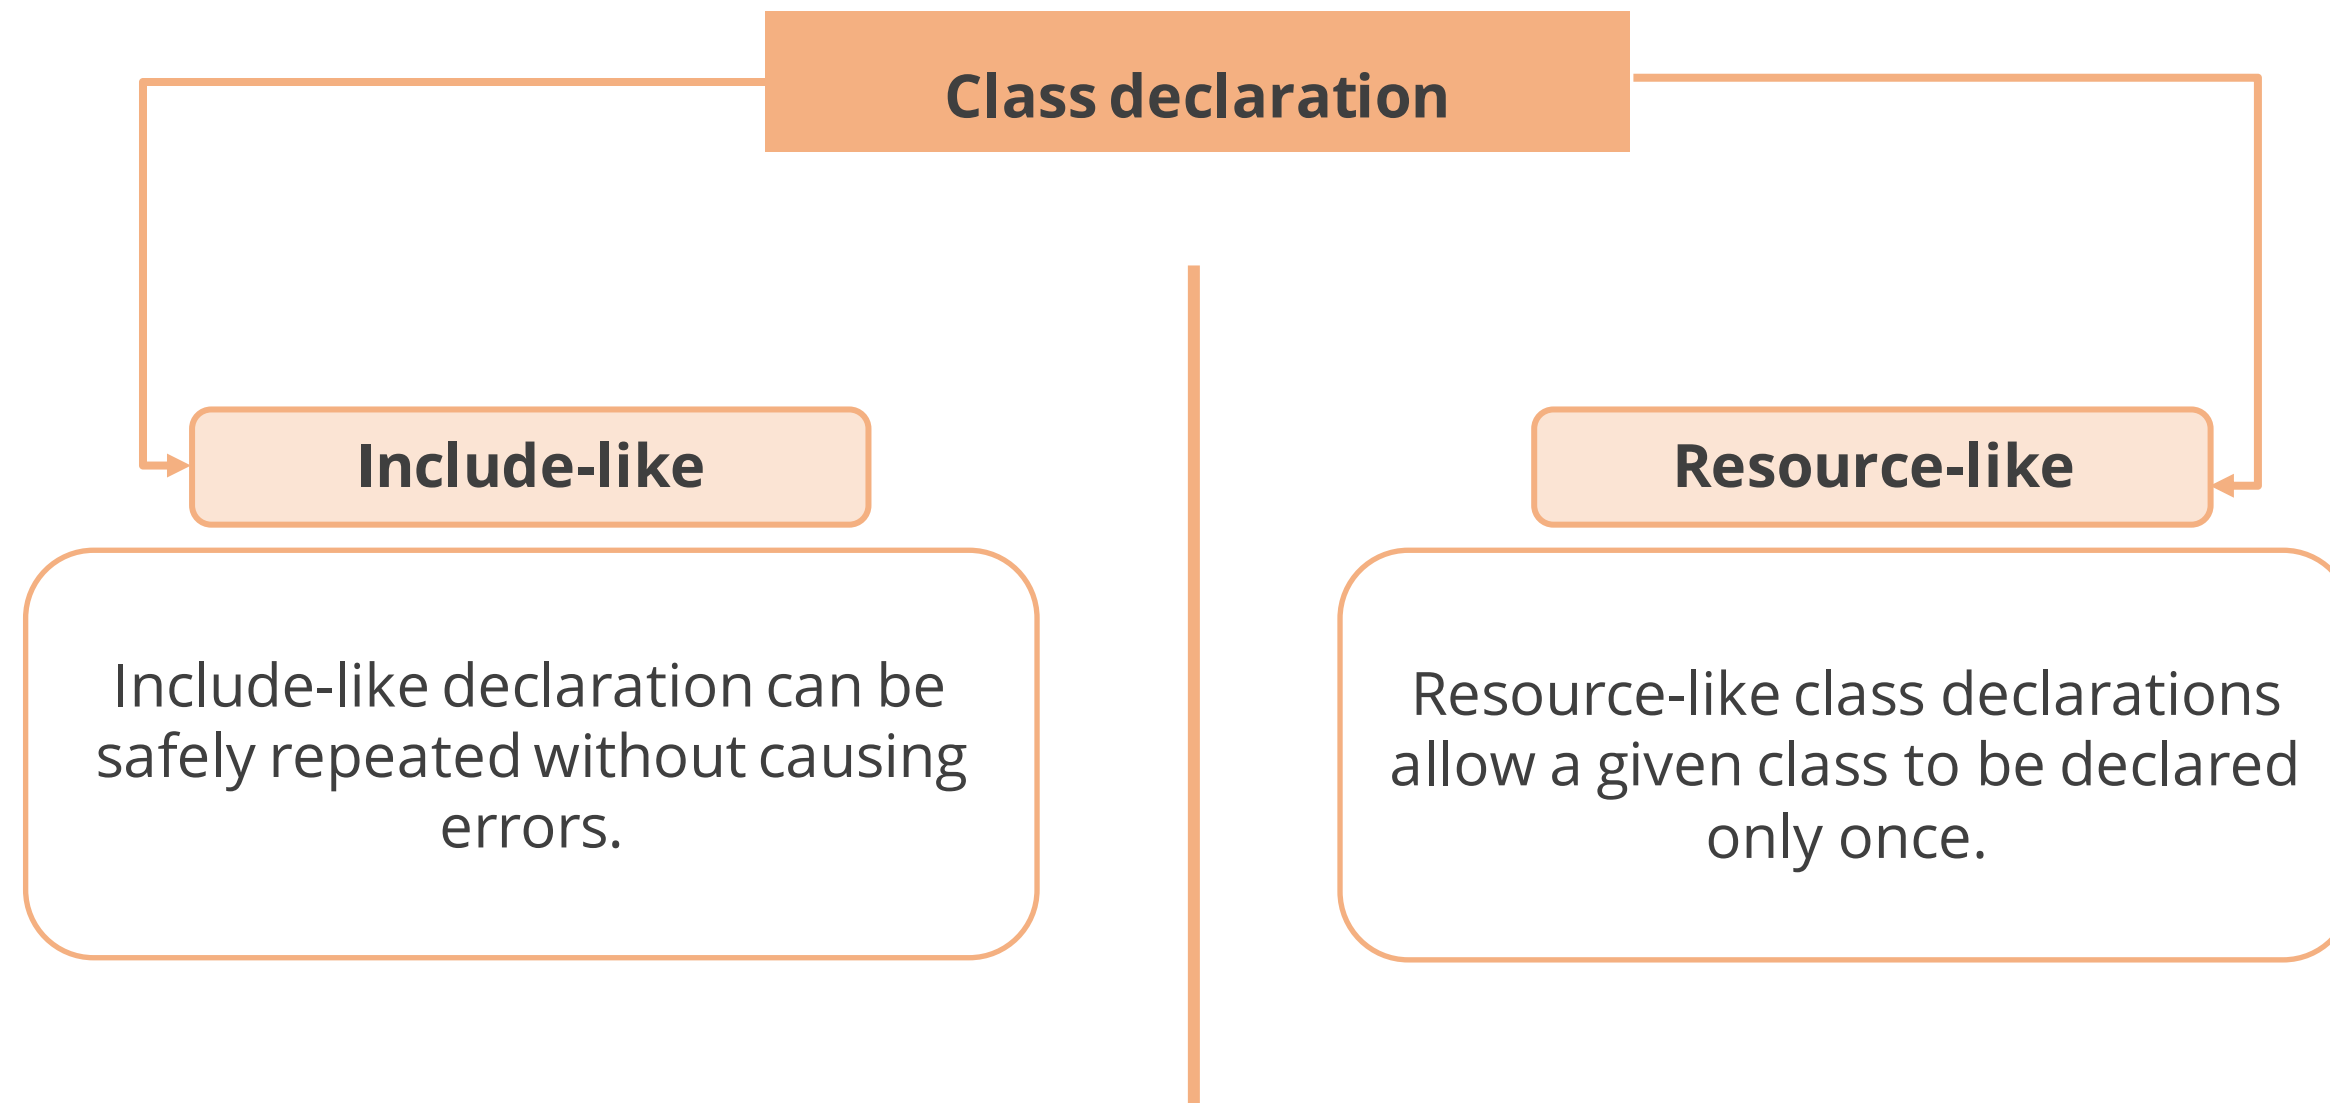 Class declaration
Include-like
Include-like declaration can be
safely repeated without causing
errors.
Resource-like
Resource-like class declarations
allow a given class to be declared
only once.